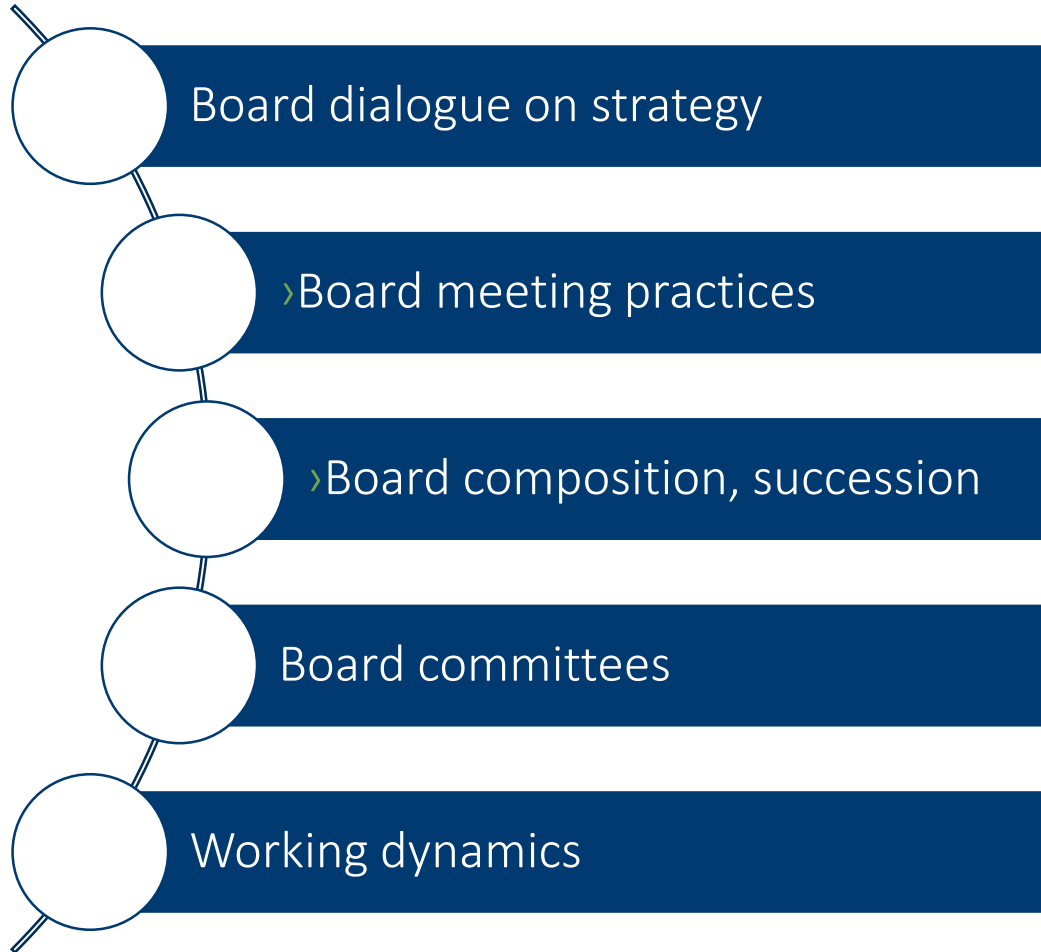 Board dialogue on strategy
›Board meeting practices
›Board composition, succession
Board committees
Working dynamics